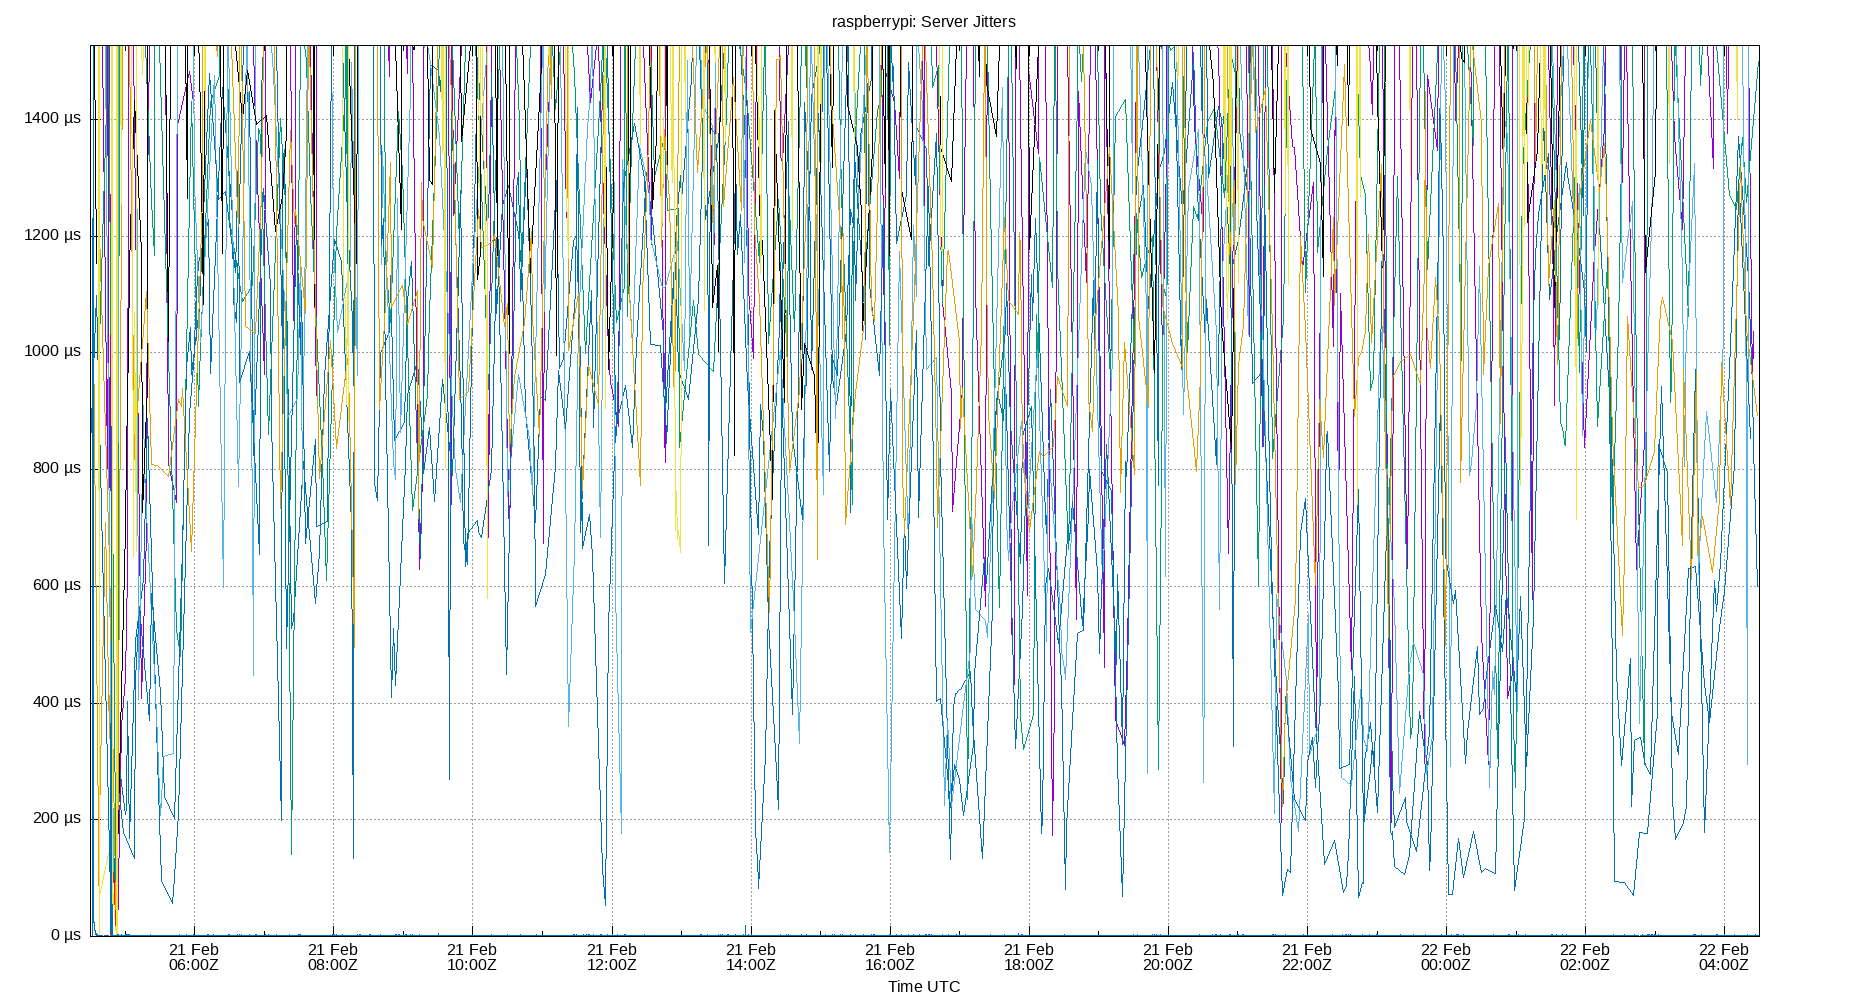 raspberrypi: Server Jitters
1400 µs
1200 µs
1000 µs
800 µs
600 µs
400 µs
200 µs
0 µs
21 Feb 21 Feb 21 Feb 21 Feb 21 Feb 21 Feb 21 Feb 21 Feb 21 Feb 22 Feb 22 Feb 22 Feb
06:00Z 08:00Z 10:00Z 12:00Z 14:00Z 16:00Z 18:00Z 20:00Z 22:00Z 00:00Z 02:00Z 04:00Z
Time UTC